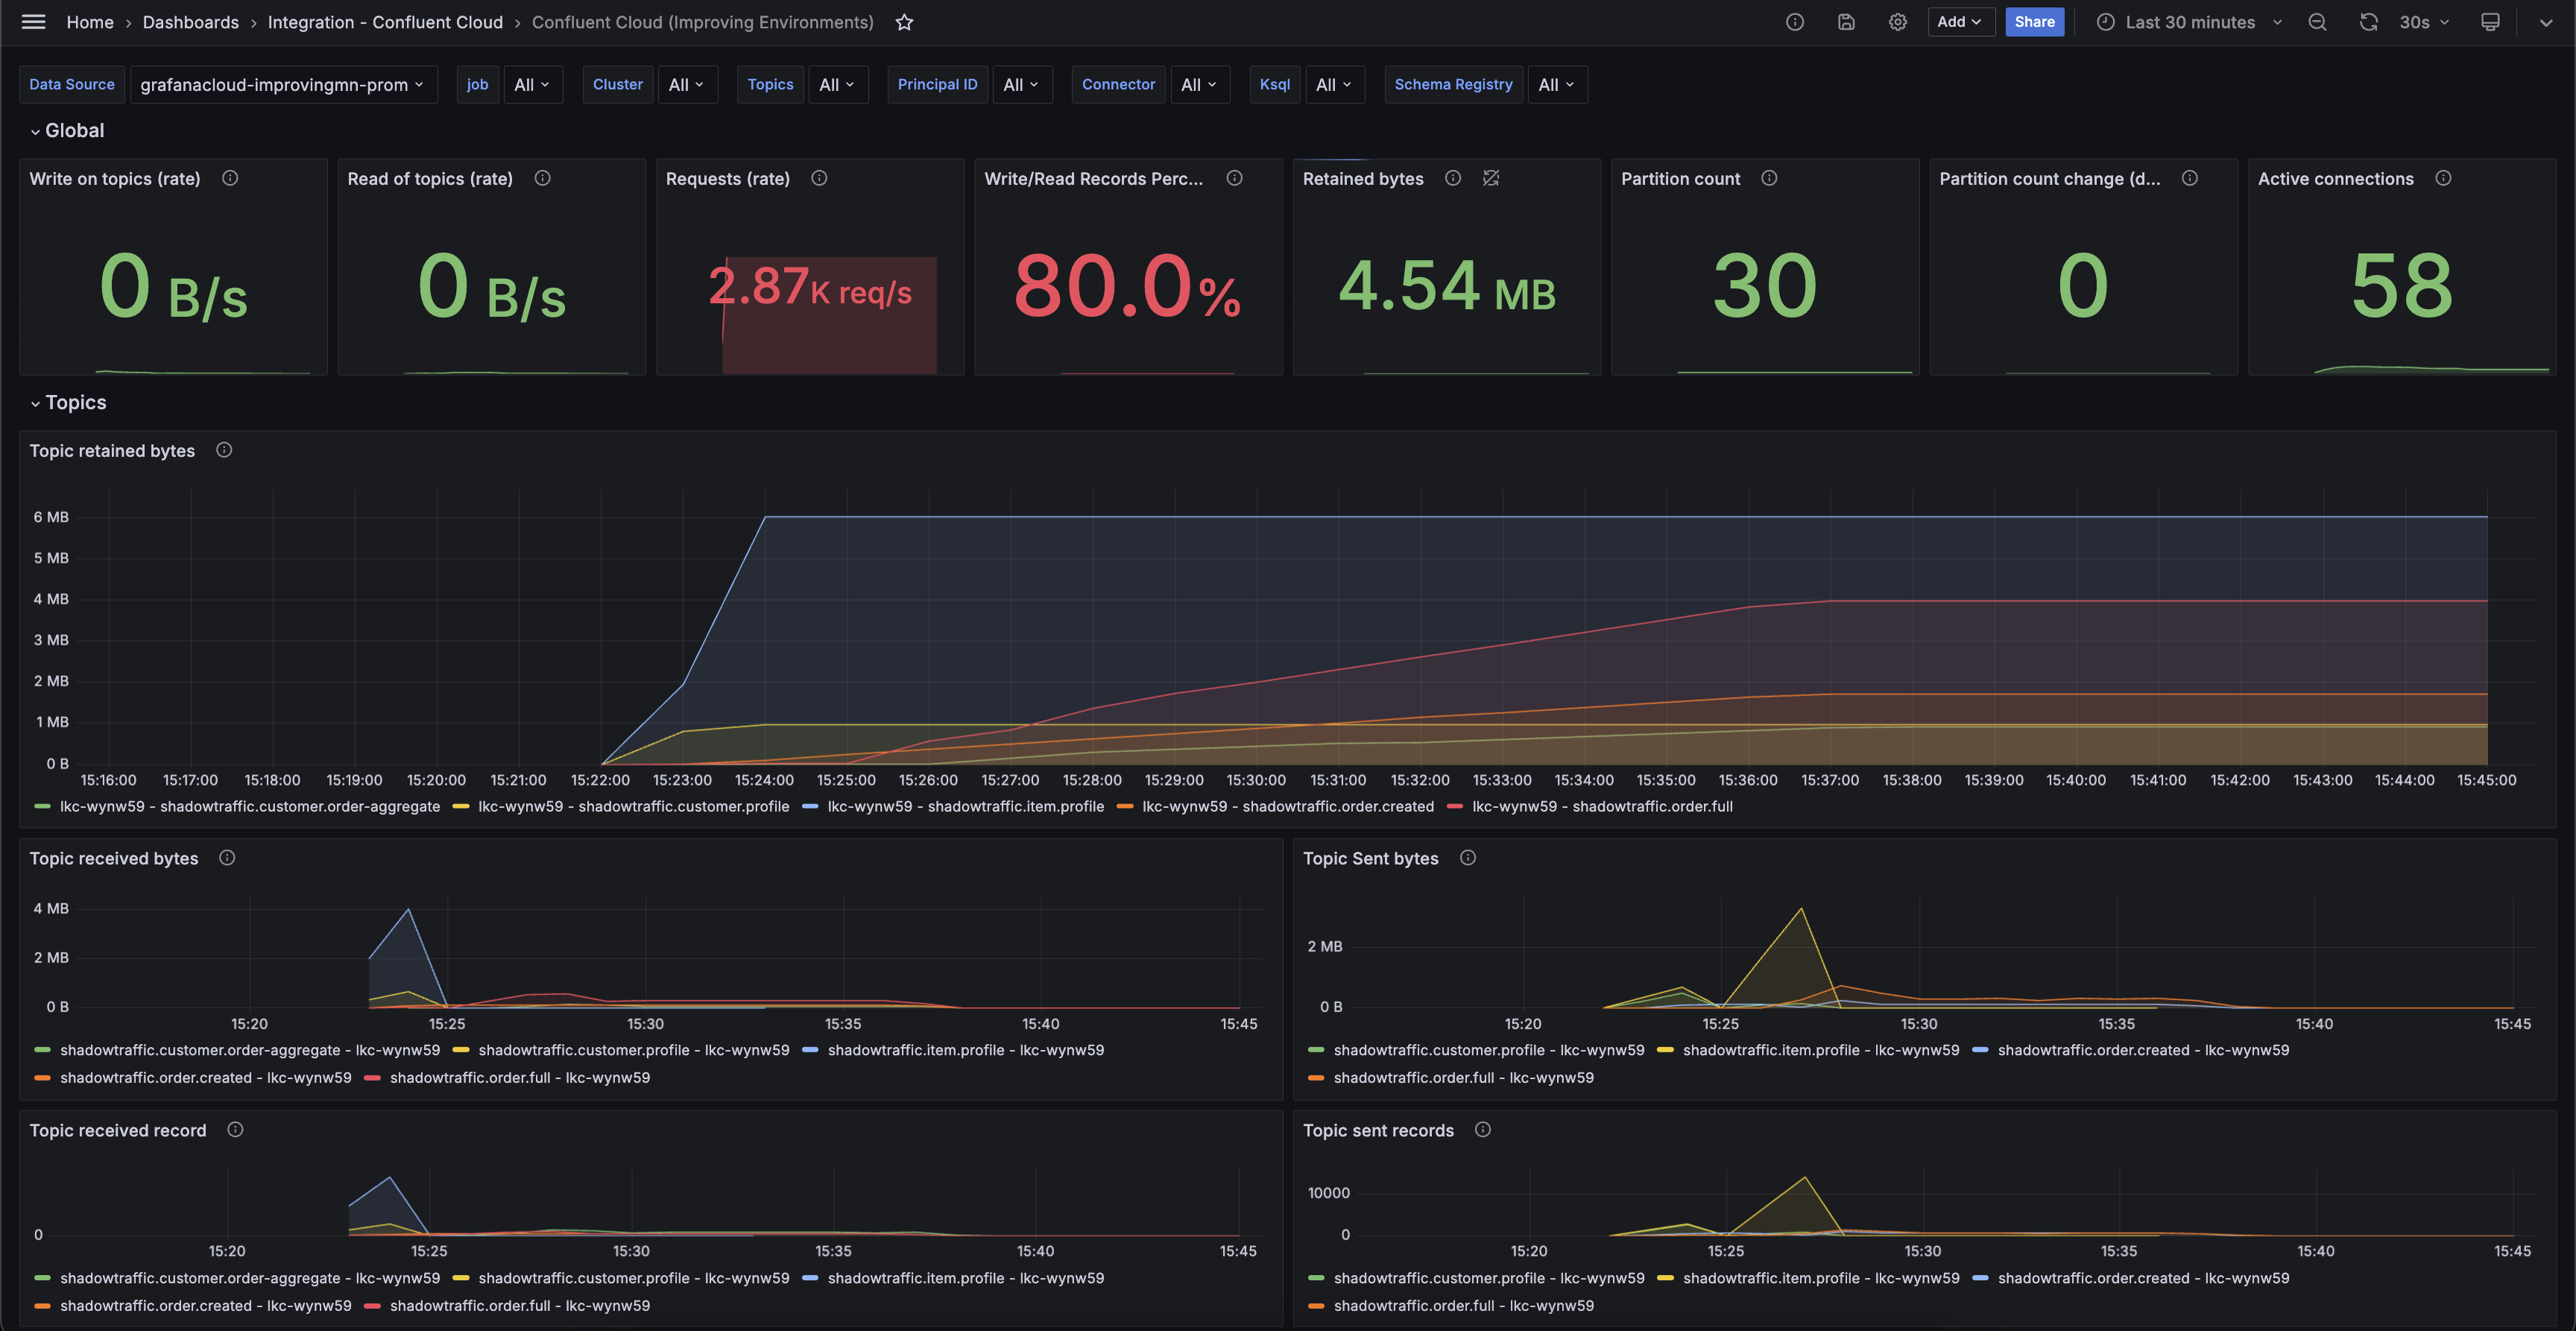 Home › Dashboards › Integration - Confluent Cloud › Confluent Cloud (Improving Environments) Add Share Last 30 minutes 30s
Data Source grafanacloud-improvingmn-prom job All Cluster All Topics All Principal ID All Connector All Ksql All Schema Registry All
Global
Write on topics (rate) Read of topics (rate) Requests (rate) Write/Read Records Perc... Retained bytes Partition count Partition count change (d... Active connections
0 B/s 0 B/s 2.87K req/s 80.0% 4.54 MB 30 0 58
Topics
Topic retained bytes
6 MB
5 MB
4 MB
3 MB
2 MB
1 MB
0 B
15:16:00 15:17:00 15:18:00 15:19:00 15:20:00 15:21:00 15:22:00 15:23:00 15:24:00 15:25:00 15:26:00 15:27:00 15:28:00 15:29:00 15:30:00 15:31:00 15:32:00 15:33:00 15:34:00 15:35:00 15:36:00 15:37:00 15:38:00 15:39:00 15:40:00 15:41:00 15:42:00 15:43:00 15:44:00 15:45:00
lkc-wynw59 - shadowtraffic.customer.order-aggregate lkc-wynw59 - shadowtraffic.customer.profile lkc-wynw59 - shadowtraffic.item.profile lkc-wynw59 - shadowtraffic.order.created lkc-wynw59 - shadowtraffic.order.full
Topic received bytes
4 MB
2 MB
0 B
15:20 15:25 15:30 15:35 15:40 15:45
shadowtraffic.customer.order-aggregate - lkc-wynw59 shadowtraffic.customer.profile - lkc-wynw59 shadowtraffic.item.profile - lkc-wynw59
shadowtraffic.order.created - lkc-wynw59 shadowtraffic.order.full - lkc-wynw59
Topic Sent bytes
2 MB
0 B
15:20 15:25 15:30 15:35 15:40 15:45
shadowtraffic.customer.profile - lkc-wynw59 shadowtraffic.item.profile - lkc-wynw59 shadowtraffic.order.created - lkc-wynw59
shadowtraffic.order.full - lkc-wynw59
Topic received record
0
15:20 15:25 15:30 15:35 15:40 15:45
shadowtraffic.customer.order-aggregate - lkc-wynw59 shadowtraffic.customer.profile - lkc-wynw59 shadowtraffic.item.profile - lkc-wynw59
shadowtraffic.order.created - lkc-wynw59 shadowtraffic.order.full - lkc-wynw59
Topic sent records
10000
0
15:20 15:25 15:30 15:35 15:40 15:45
shadowtraffic.customer.profile - lkc-wynw59 shadowtraffic.item.profile - lkc-wynw59 shadowtraffic.order.created - lkc-wynw59
shadowtraffic.order.full - lkc-wynw59